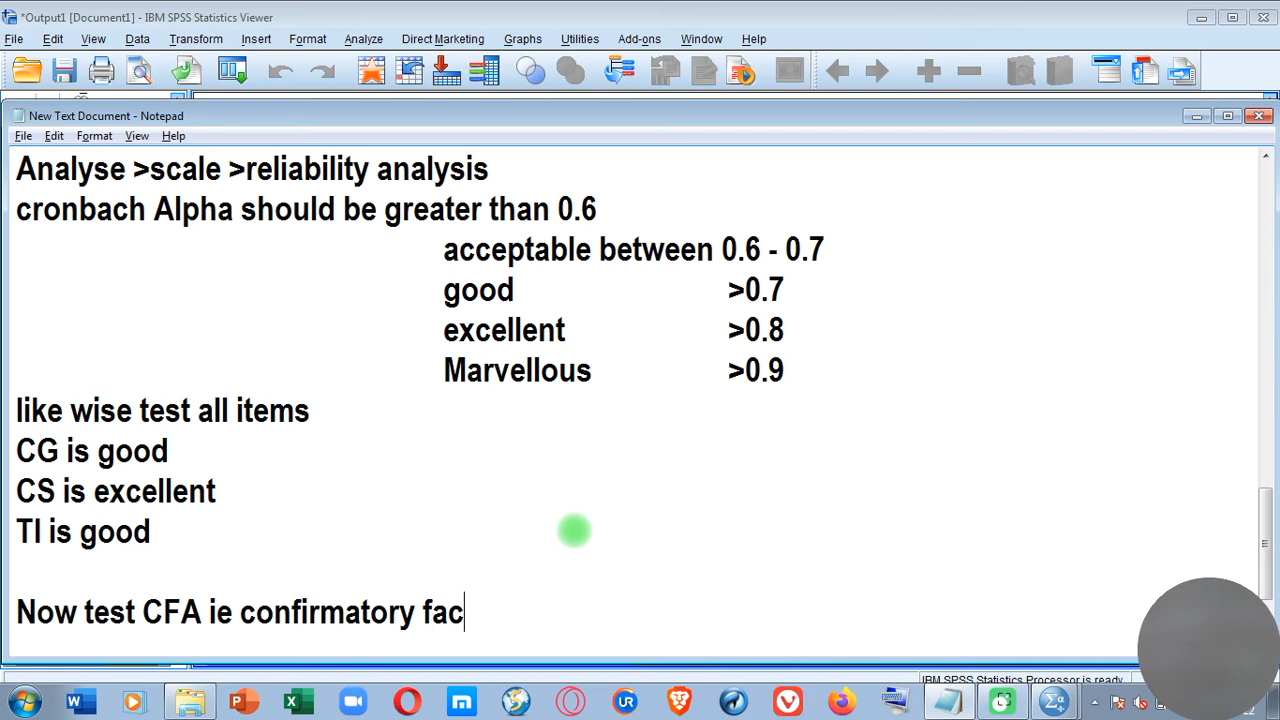 *Output1 [Document1] - IBM SPSS Statistics Viewer
File Edit View Data Transform Insert Format Analyze Direct Marketing Graphs Utilities Add-ons Window Help
New Text Document - Notepad
File Edit Format View Help
Analyse >scale >reliability analysis
cronbach Alpha should be greater than 0.6
acceptable between 0.6 - 0.7
good >0.7
excellent >0.8
Marvellous >0.9
like wise test all items
CG is good
CS is excellent
TI is good
Now test CFA ie confirmatory fac
IBM SPSS Statistics Processor is ready